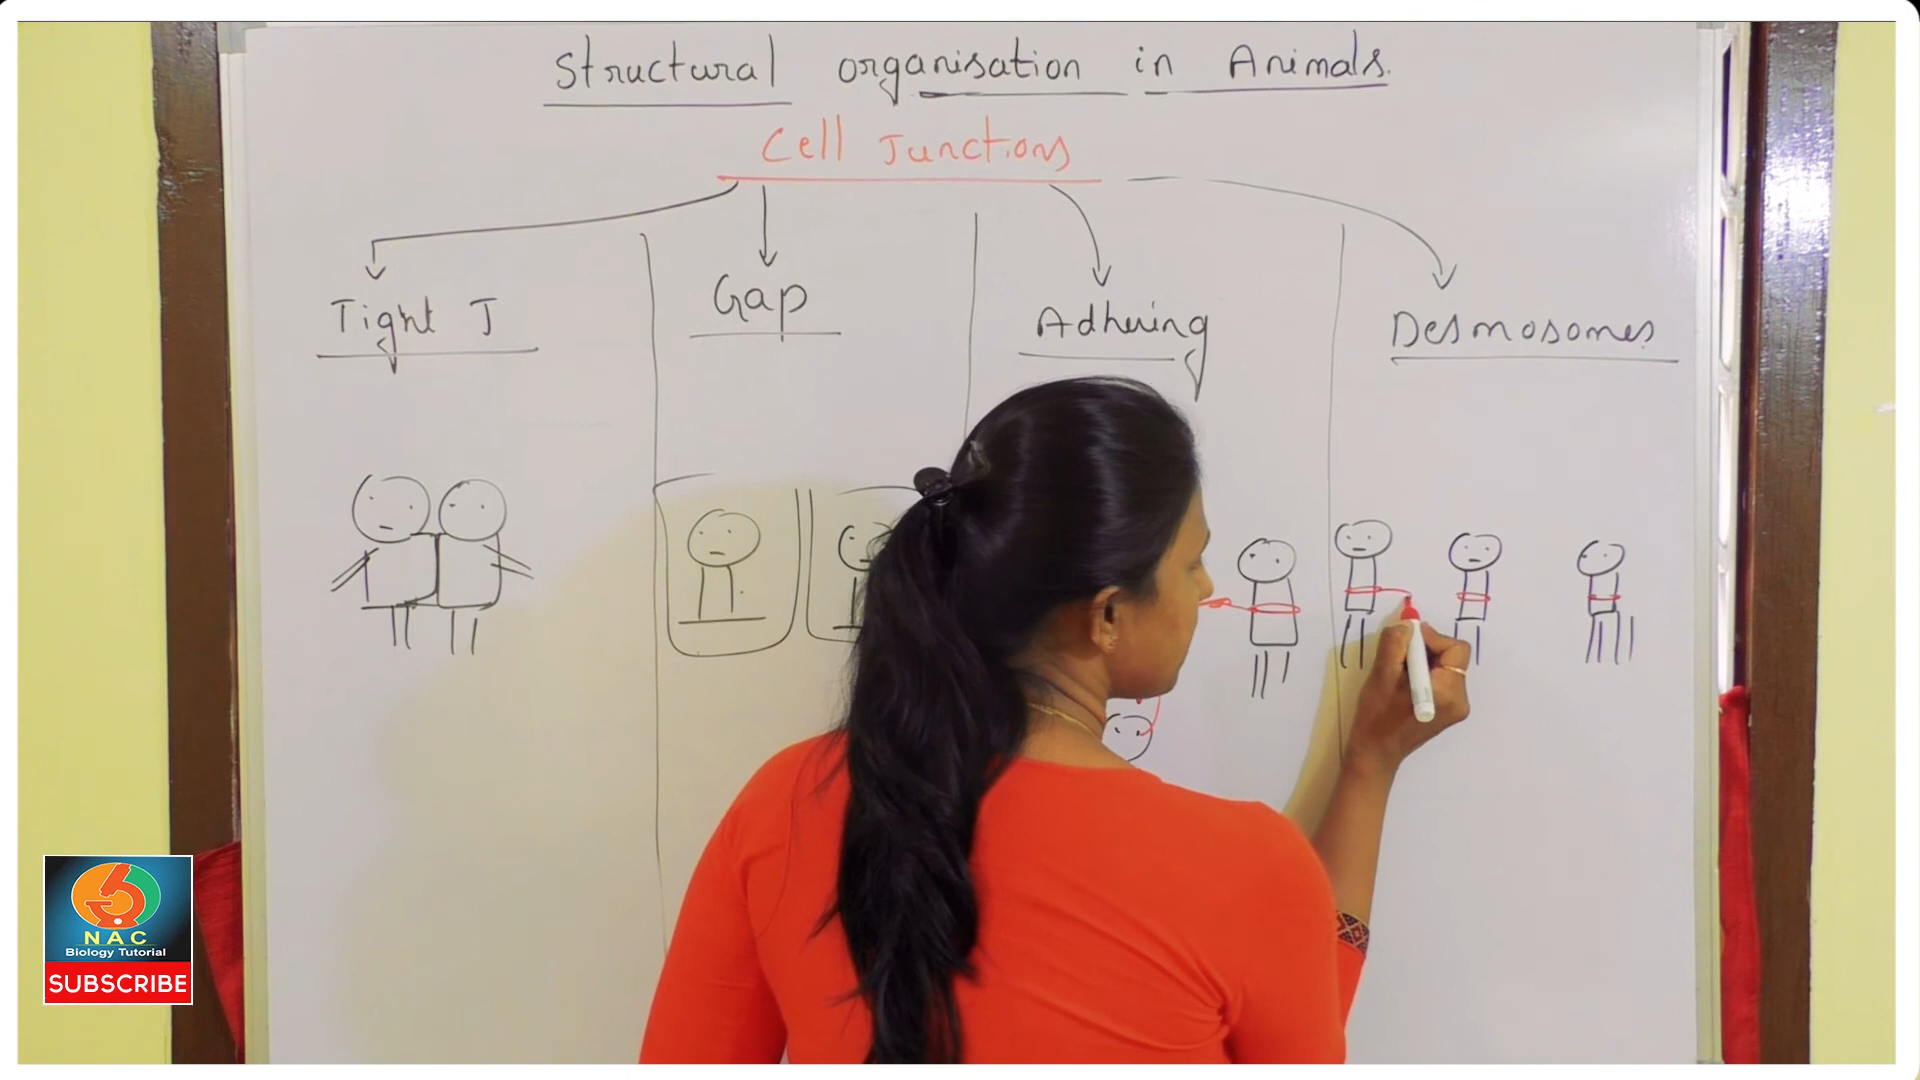 Structural organisation in Animals.
Cell Junctions
Tight J
Gap
Adhering
Desmosomes
NAC
Biology Tutorial
SUBSCRIBE